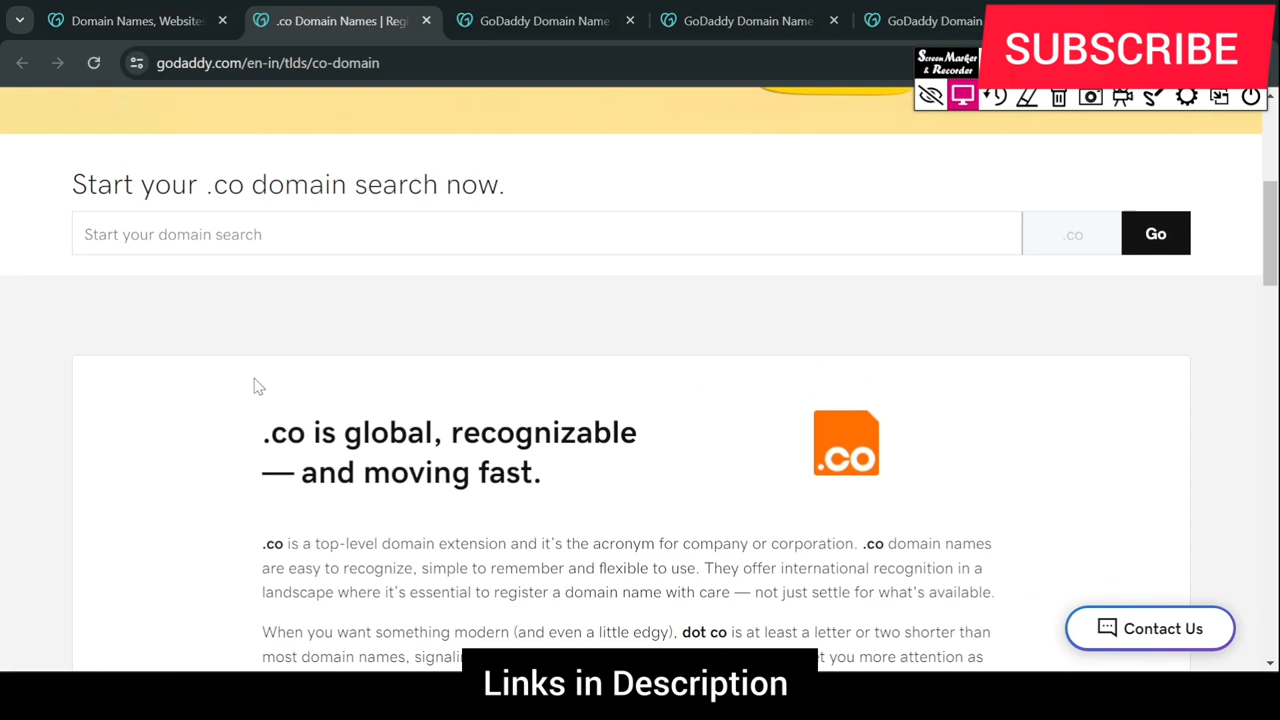 Domain Names, Websites
.co Domain Names | Regi
GoDaddy Domain Name
GoDaddy Domain Name
GoDaddy Domain
SUBSCRIBE
godaddy.com/en-in/tlds/co-domain
Screen Marker
& Recorder
Start your .co domain search now.
Start your domain search
.co
Go
.co is global, recognizable
— and moving fast.
.co
.co is a top-level domain extension and it's the acronym for company or corporation. .co domain names
are easy to recognize, simple to remember and flexible to use. They offer international recognition in a
landscape where it's essential to register a domain name with care — not just settle for what's available.
When you want something modern (and even a little edgy), dot co is at least a letter or two shorter than
most domain names, you more attention as
Contact Us
Links in Description